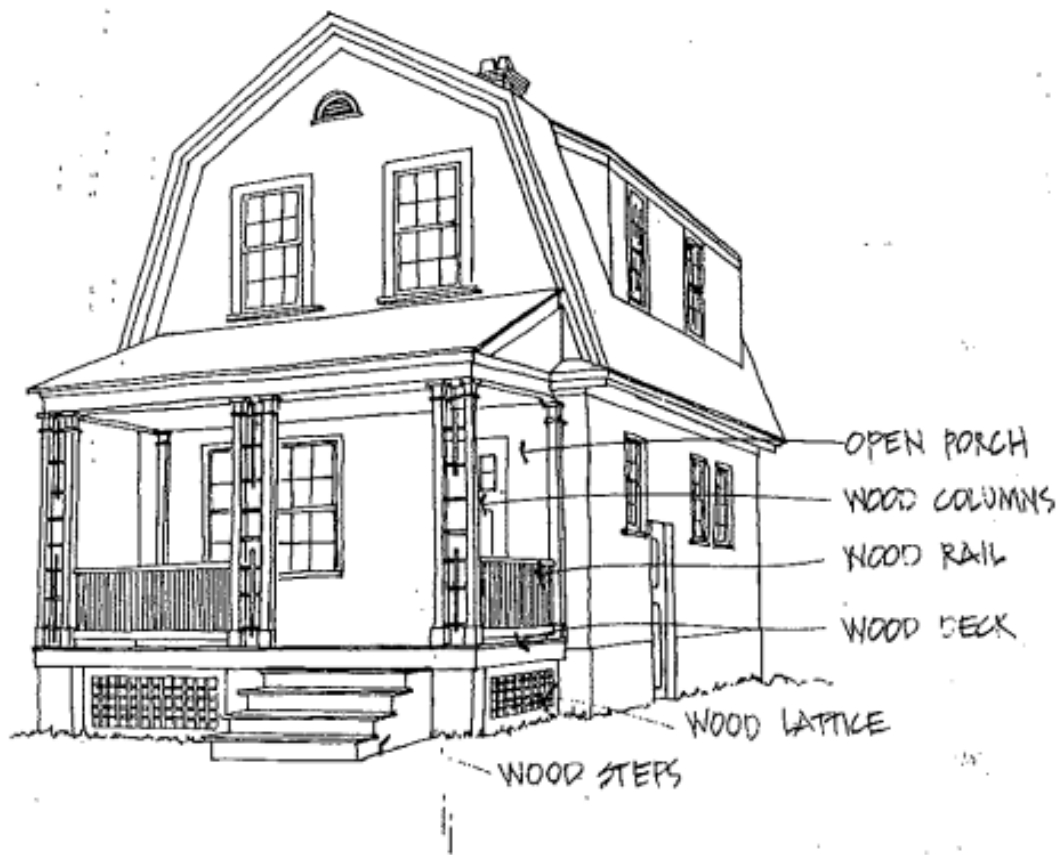 OPEN PORCH
WOOD COLUMNS
WOOD RAIL
WOOD DECK
WOOD LATTICE
WOOD STEPS